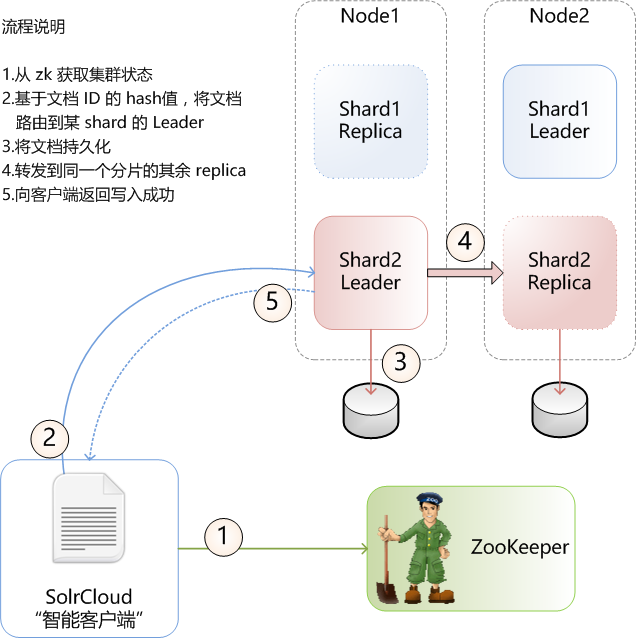 流程说明
1.从 zk 获取集群状态
2.基于文档 ID 的 hash值，将文档
路由到某 shard 的 Leader
3.将文档持久化
4.转发到同一个分片的其余 replica
5.向客户端返回写入成功
Node1
Node2
Shard1
Replica
Shard1
Leader
Shard2
Leader
4
Shard2
Replica
5
3
2
1
ZOO
ZooKeeper
SolrCloud
“智能客户端”